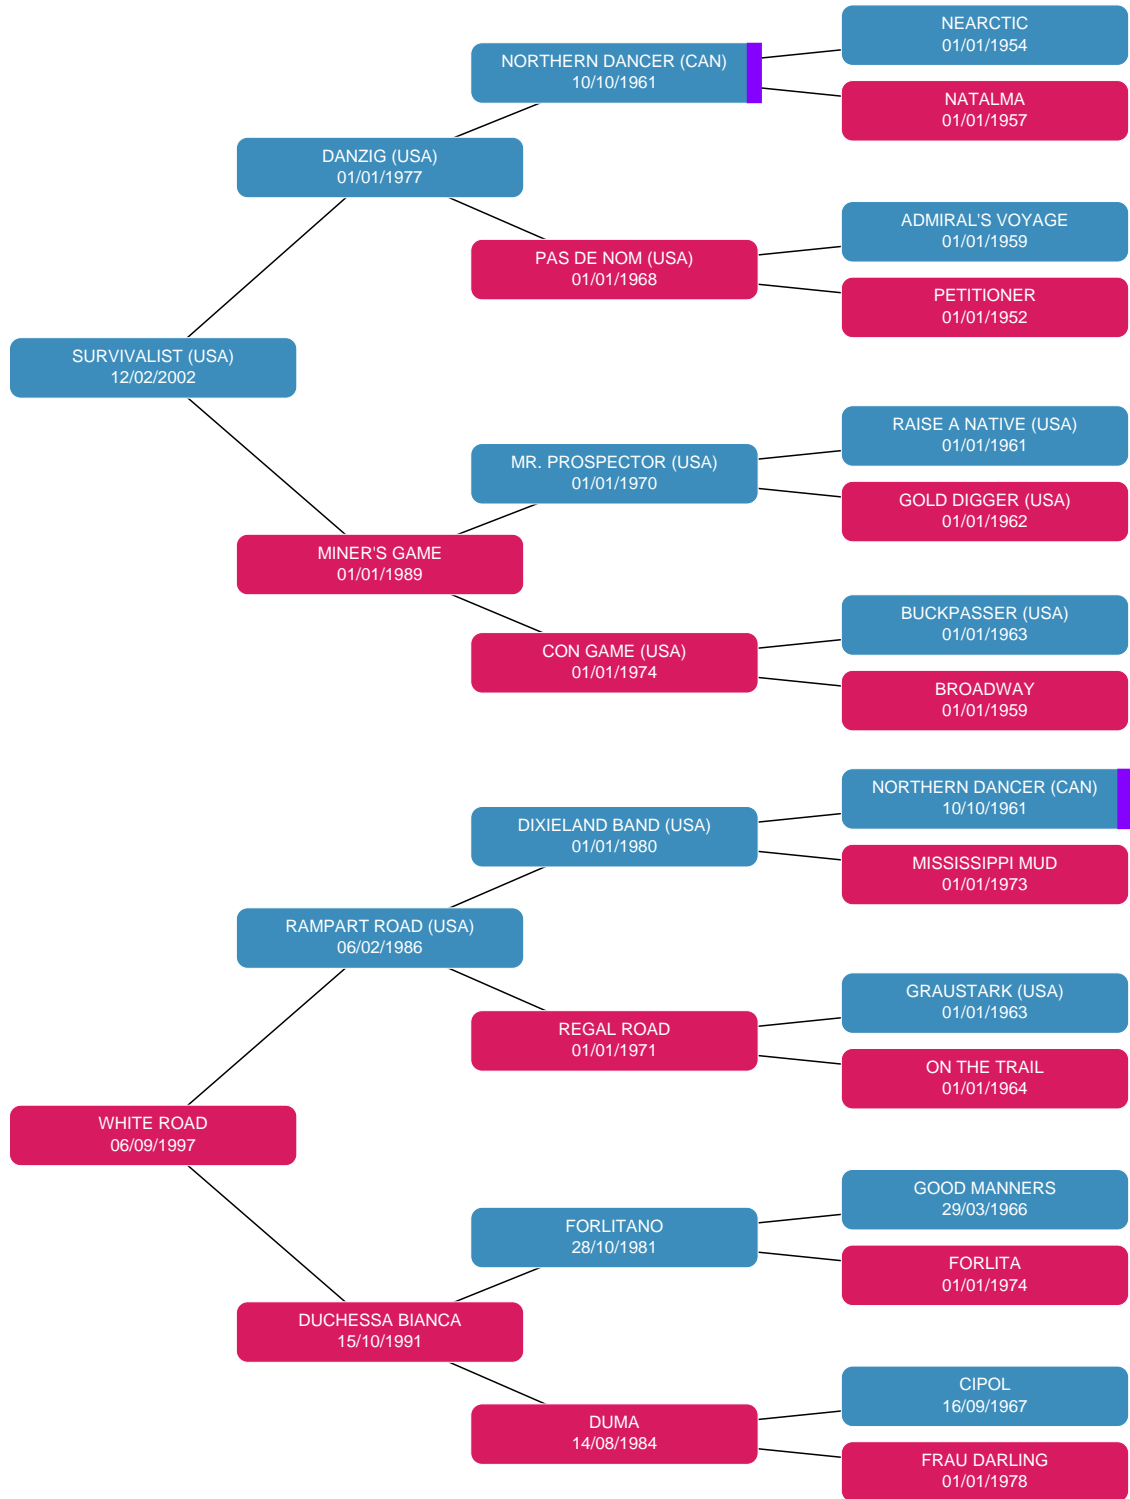 NEARCTIC
01/01/1954
NORTHERN DANCER (CAN)
10/10/1961
NATALMA
01/01/1957
DANZIG (USA)
01/01/1977
ADMIRAL'S VOYAGE
01/01/1959
PAS DE NOM (USA)
01/01/1968
PETITIONER
01/01/1952
SURVIVALIST (USA)
12/02/2002
RAISE A NATIVE (USA)
01/01/1961
MR. PROSPECTOR (USA)
01/01/1970
GOLD DIGGER (USA)
01/01/1962
MINER'S GAME
01/01/1989
BUCKPASSER (USA)
01/01/1963
CON GAME (USA)
01/01/1974
BROADWAY
01/01/1959
NORTHERN DANCER (CAN)
10/10/1961
DIXIELAND BAND (USA)
01/01/1980
MISSISSIPPI MUD
01/01/1973
RAMPART ROAD (USA)
06/02/1986
GRAUSTARK (USA)
01/01/1963
REGAL ROAD
01/01/1971
ON THE TRAIL
01/01/1964
WHITE ROAD
06/09/1997
GOOD MANNERS
29/03/1966
FORLITANO
28/10/1981
FORLITA
01/01/1974
DUCHESSA BIANCA
15/10/1991
CIPOL
16/09/1967
DUMA
14/08/1984
FRAU DARLING
01/01/1978